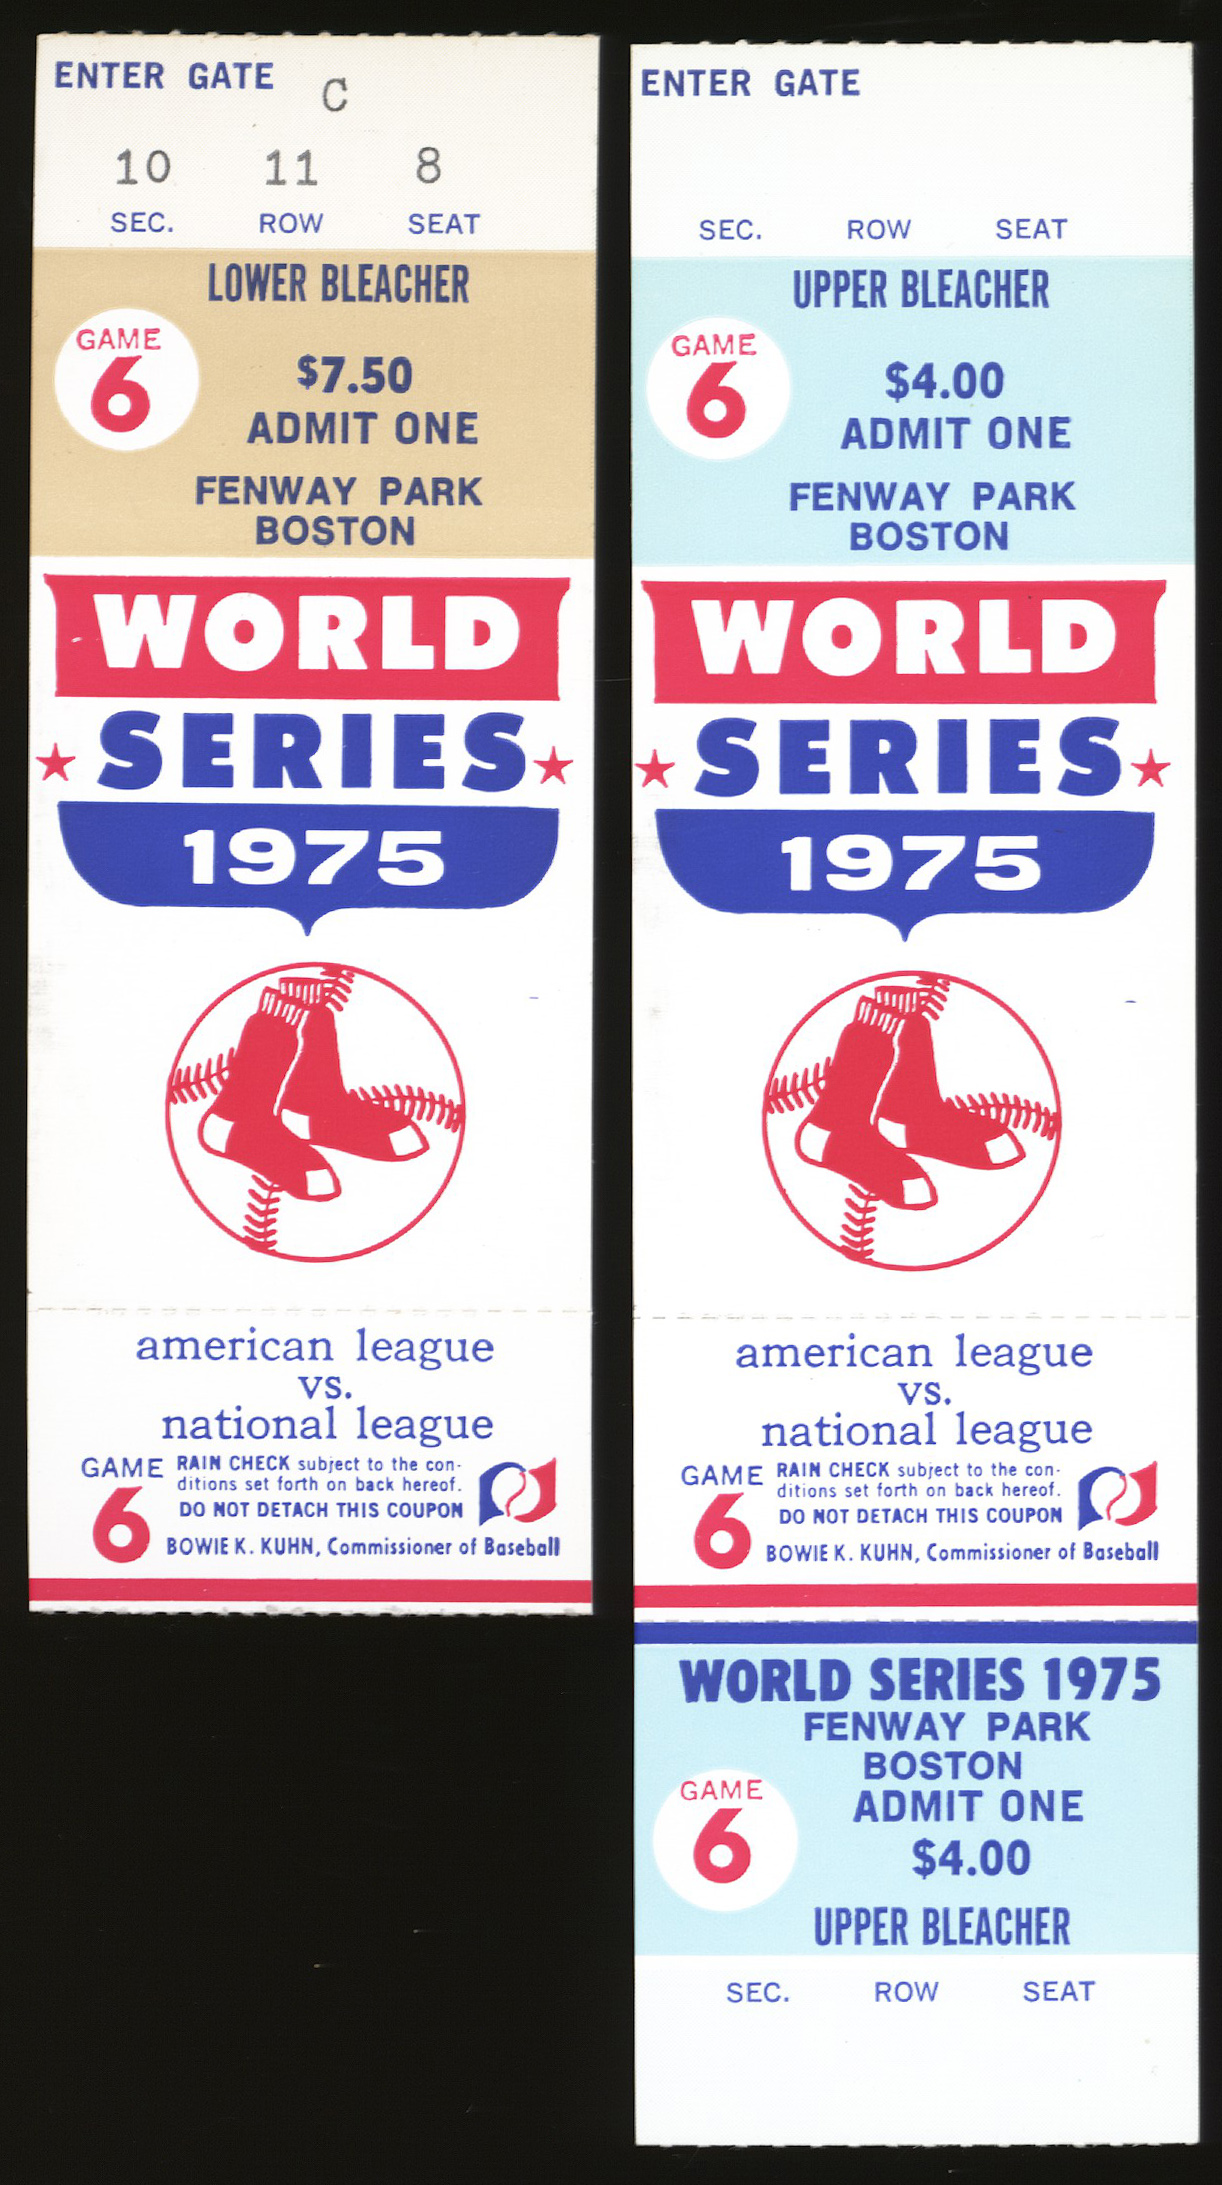 ENTER GATE C
10 11 8
SEC. ROW SEAT
LOWER BLEACHER
GAME
6
$7.50
ADMIT ONE
FENWAY PARK
BOSTON
WORLD
SERIES
1975
american league
vs.
national league
GAME
6
RAIN CHECK subject to the con-
ditions set forth on back hereof.
DO NOT DETACH THIS COUPON
BOWIE K. KUHN, Commissioner of Baseball
ENTER GATE
SEC. ROW SEAT
UPPER BLEACHER
GAME
6
$4.00
ADMIT ONE
FENWAY PARK
BOSTON
WORLD
SERIES
1975
american league
vs.
national league
GAME
6
RAIN CHECK subject to the con-
ditions set forth on back hereof.
DO NOT DETACH THIS COUPON
BOWIE K. KUHN, Commissioner of Baseball
WORLD SERIES 1975
FENWAY PARK
BOSTON
GAME
6
ADMIT ONE
$4.00
UPPER BLEACHER
SEC. ROW SEAT